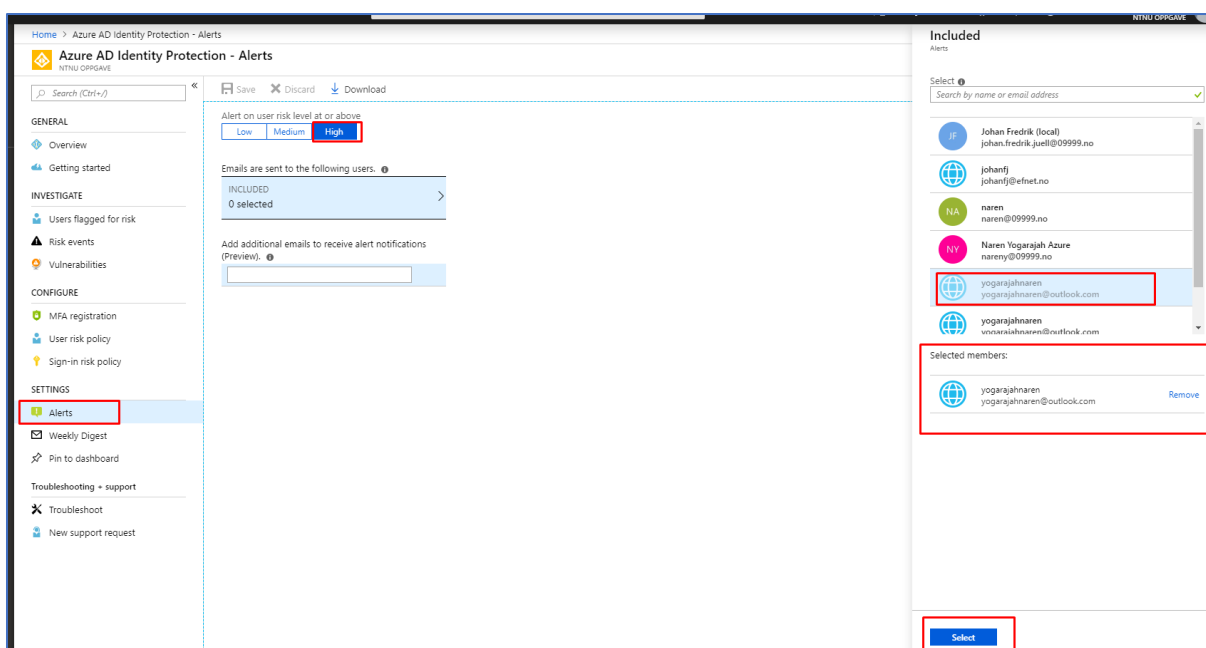 NTNU OPPGAVE
Home > Azure AD Identity Protection - Alerts
Azure AD Identity Protection - Alerts
NTNU OPPGAVE
Search (Ctrl+/)
«
GENERAL
Overview
Getting started
INVESTIGATE
Users flagged for risk
Risk events
Vulnerabilities
CONFIGURE
MFA registration
User risk policy
Sign-in risk policy
SETTINGS
Alerts
Weekly Digest
Pin to dashboard
Troubleshooting + support
Troubleshoot
New support request
Save Discard Download
Alert on user risk level at or above
Low Medium High
Emails are sent to the following users.
INCLUDED
0 selected
Add additional emails to receive alert notifications
(Preview).
Included
Alerts
Select
Search by name or email address
JF
Johan Fredrik (local)
johan.fredrik.juell@09999.no
johanfj
johanfj@efnet.no
NA
naren
naren@09999.no
NY
Naren Yogarajah Azure
nareny@09999.no
yogarajahnaren
yogarajahnaren@outlook.com
yogarajahnaren
yogarajahnaren@outlook.com
Selected members:
yogarajahnaren
yogarajahnaren@outlook.com
Remove
Select